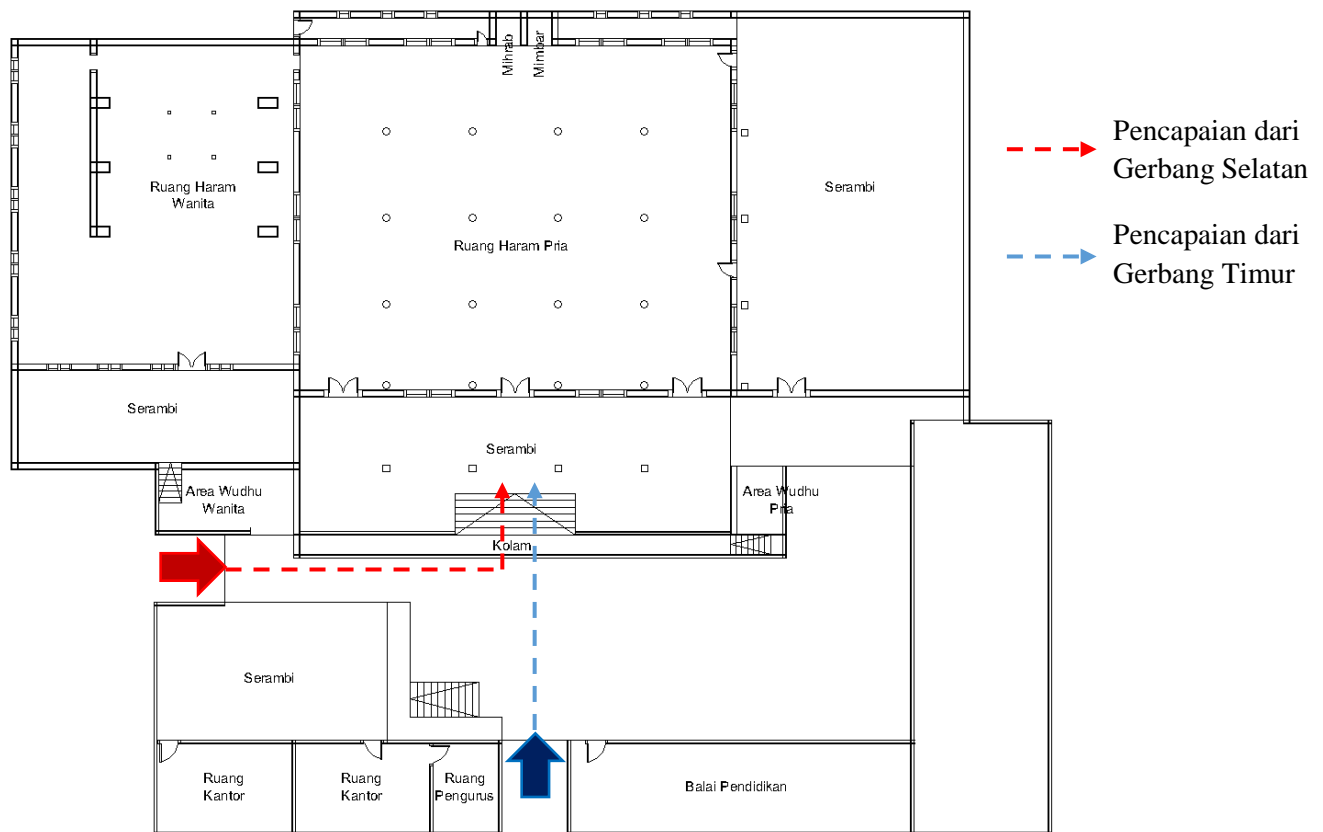 Mihrab
Mimbar
Ruang Haram
Wanita
Ruang Haram Pria
Serambi
Pencapaian dari
Gerbang Selatan
Pencapaian dari
Gerbang Timur
Serambi
Serambi
Area Wudhu
Wanita
Area Wudhu
Pria
Kolam
Serambi
Ruang
Kantor
Ruang
Kantor
Ruang
Pengurus
Balai Pendidikan